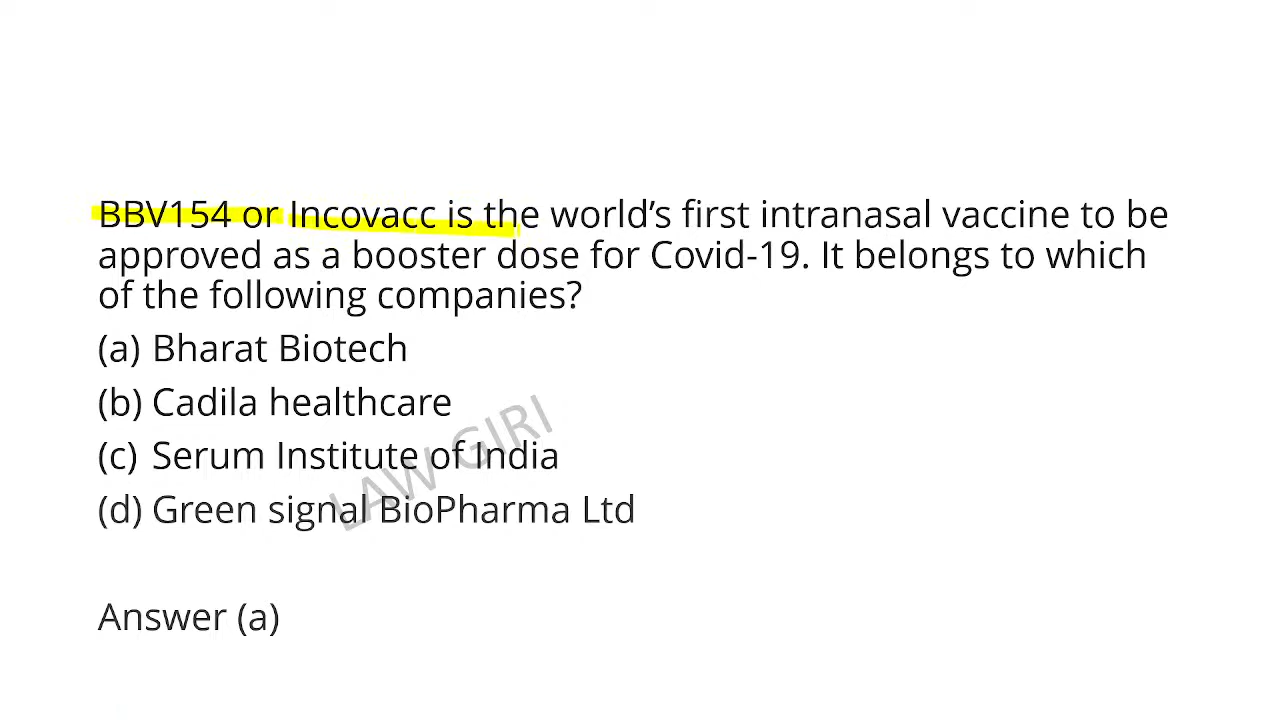 BBV154 or Incovacc is the world’s first intranasal vaccine to be
approved as a booster dose for Covid-19. It belongs to which
of the following companies?
(a) Bharat Biotech
(b) Cadila healthcare
(c) Serum Institute of India
(d) Green signal BioPharma Ltd
LAW GIRI
Answer (a)